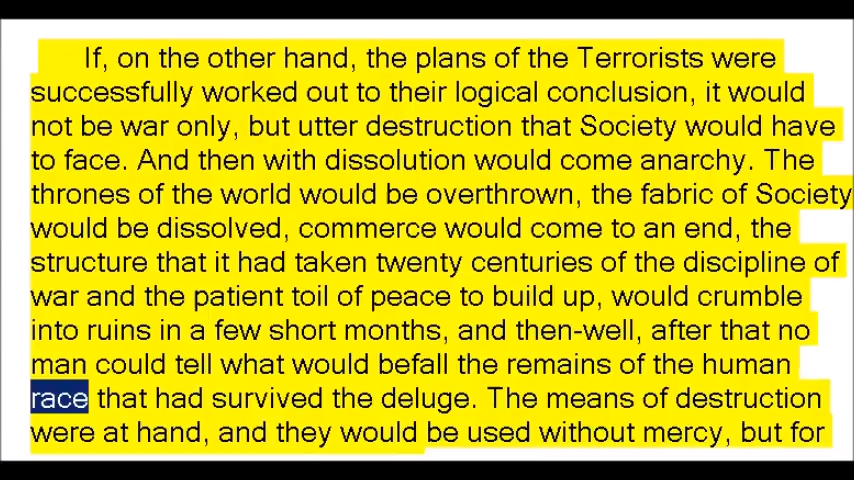 If, on the other hand, the plans of the Terrorists were
successfully worked out to their logical conclusion, it would
not be war only, but utter destruction that Society would have
to face. And then with dissolution would come anarchy. The
thrones of the world would be overthrown, the fabric of Society
would be dissolved, commerce would come to an end, the
structure that it had taken twenty centuries of the discipline of
war and the patient toil of peace to build up, would crumble
into ruins in a few short months, and then-well, after that no
man could tell what would befall the remains of the human
race that had survived the deluge. The means of destruction
were at hand, and they would be used without mercy, but for